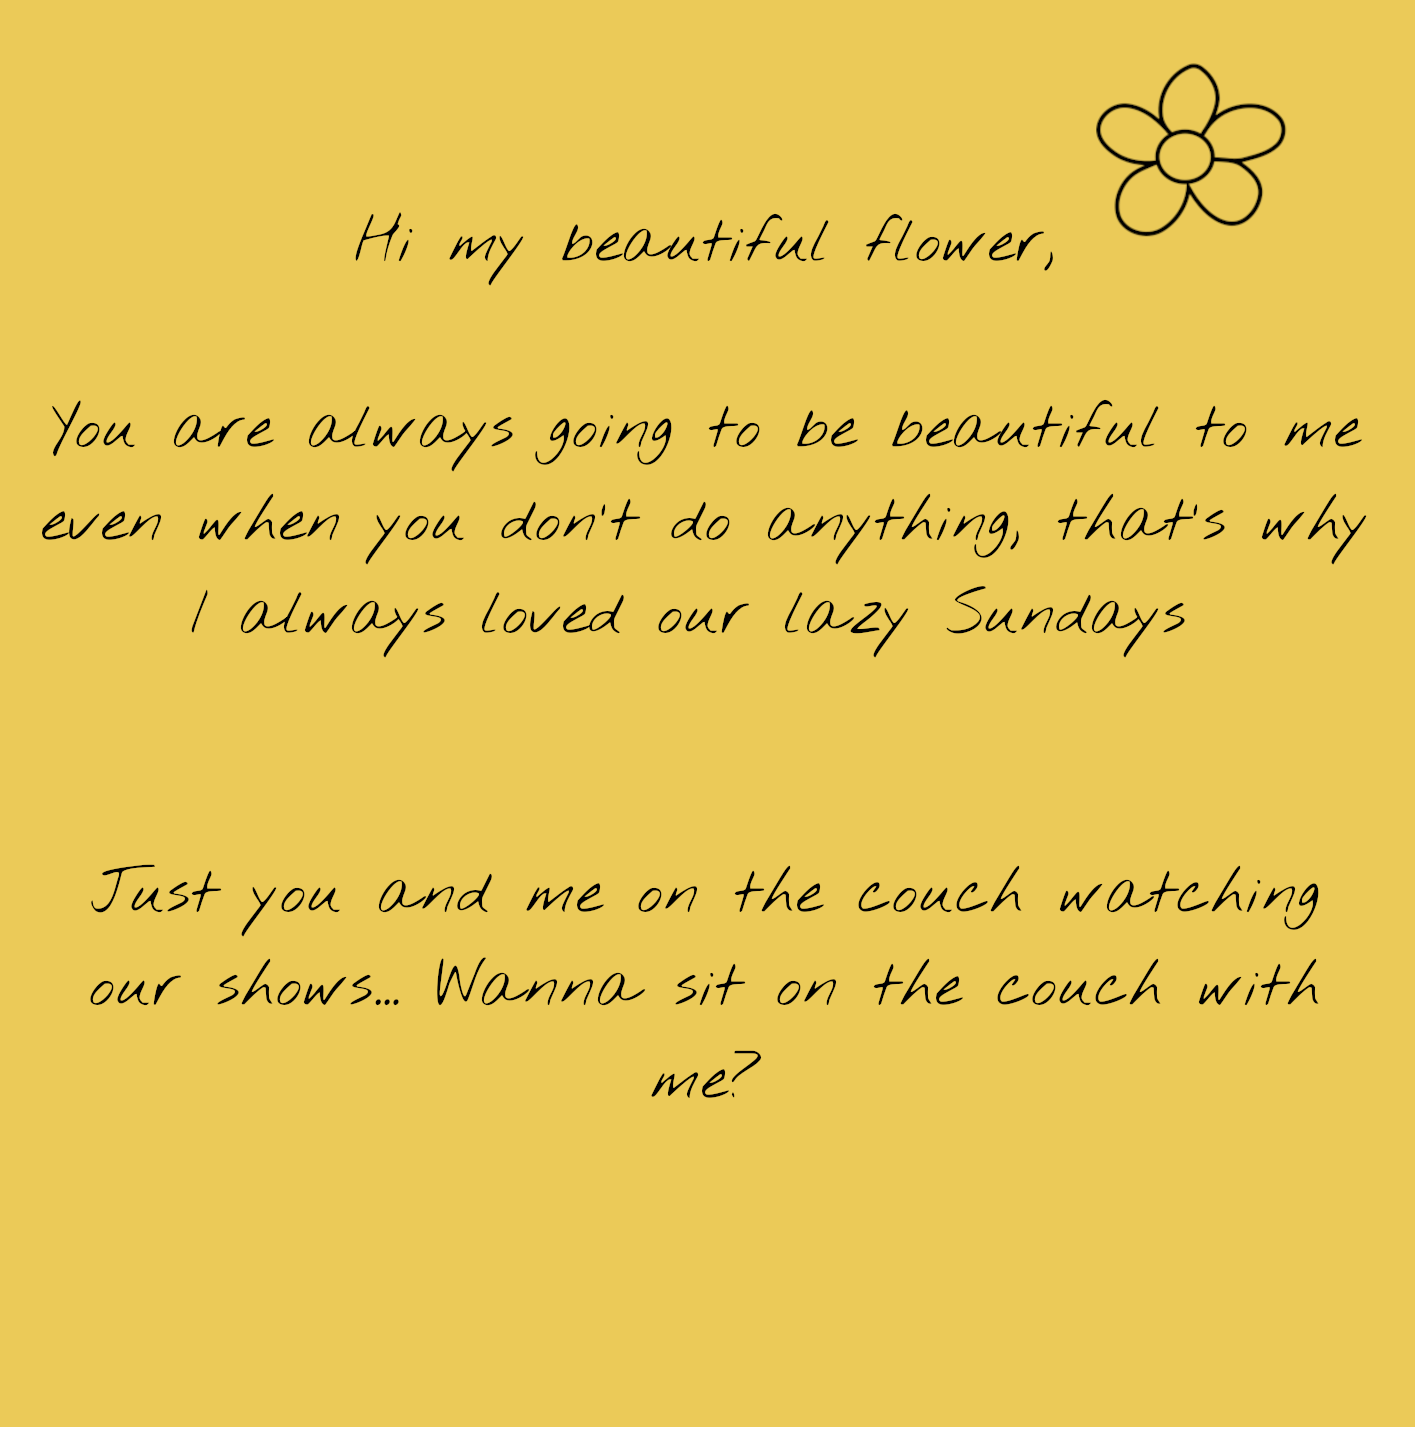 Hi my beautiful flower,
You are always going to be beautiful to me
even when you don't do anything, that's why
I always loved our lazy Sundays
Just you and me on the couch watching
our shows... Wanna sit on the couch with
me?